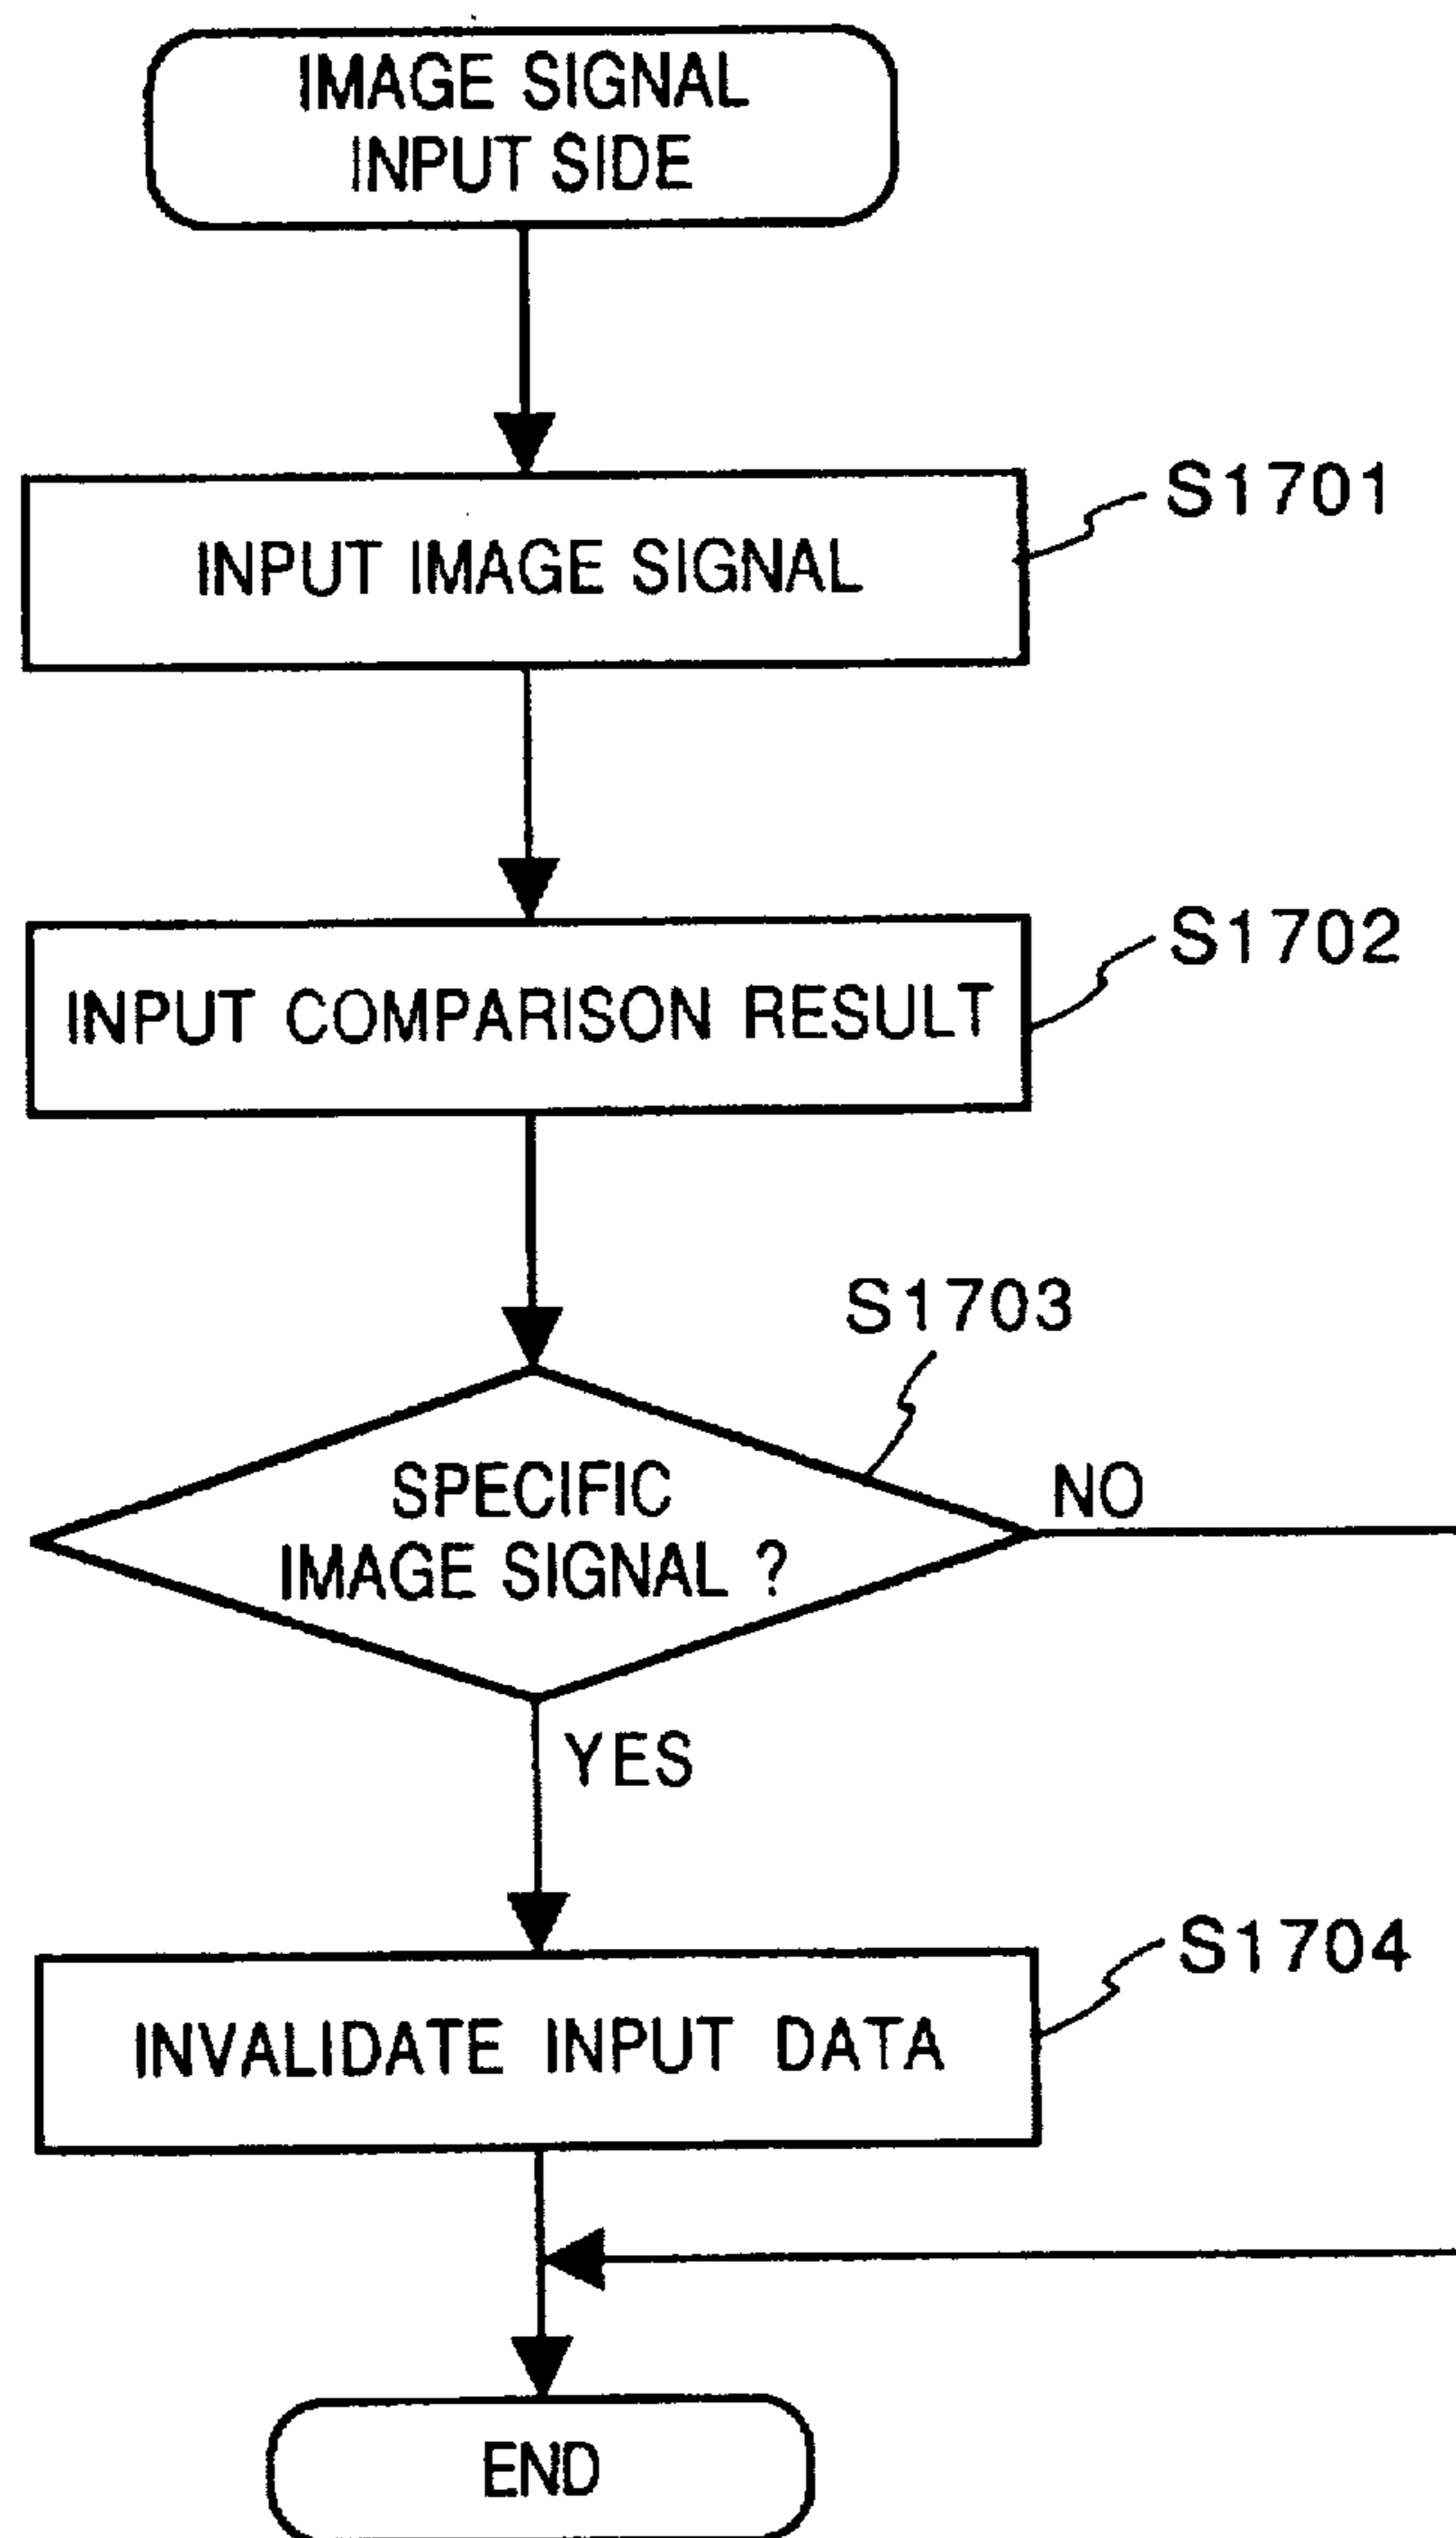 IMAGE SIGNAL
INPUT SIDE
S1701
INPUT IMAGE SIGNAL
S1702
INPUT COMPARISON RESULT
S1703
SPECIFIC
IMAGE SIGNAL ?
NO
YES
S1704
INVALIDATE INPUT DATA
END